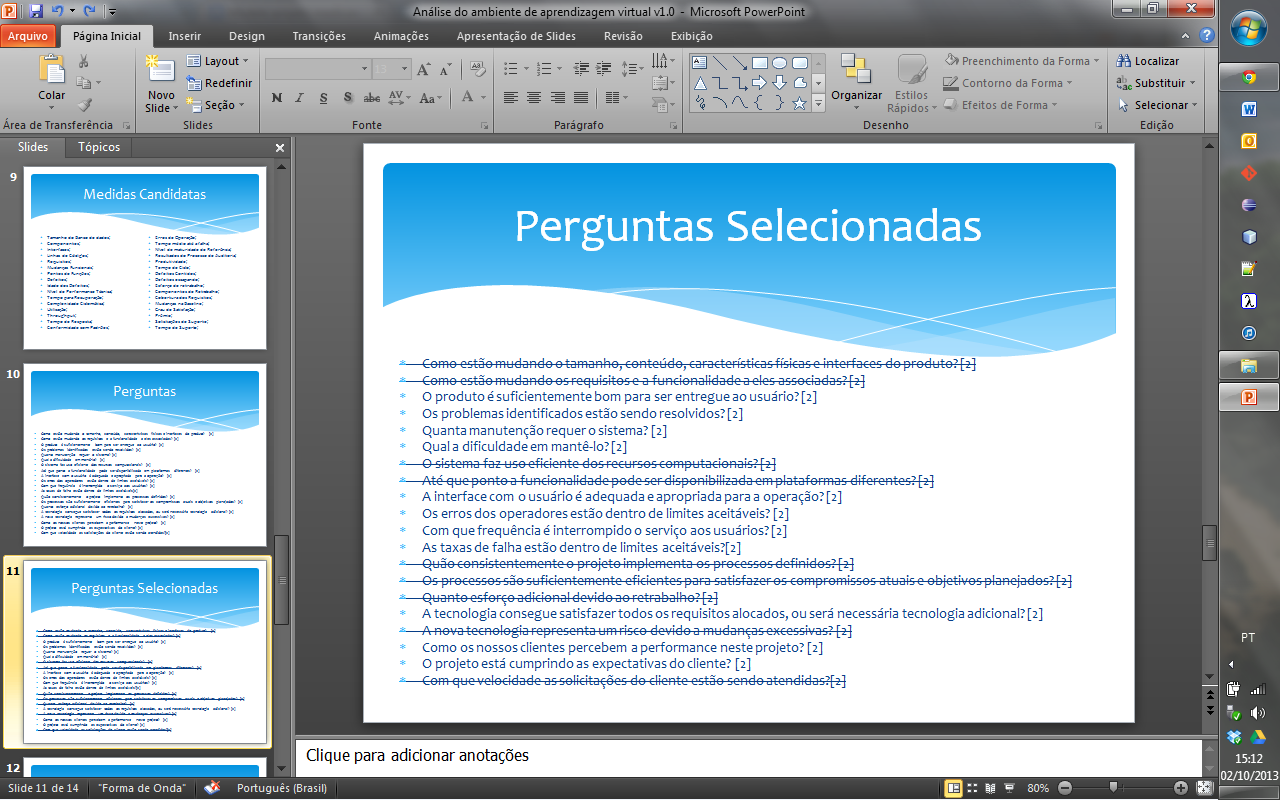 Análise do ambiente de aprendizagem virtual v1.0 - Microsoft PowerPoint
Arquivo Página Inicial Inserir Design Transições Animações Apresentação de Slides Revisão Exibição
Colar
Área de Transferência
Novo Slide
Layout
Redefinir
Seção
Slides
N I S S abc AV Aa A
Fonte
Parágrafo
Organizar
Estilos Rápidos
Preenchimento da Forma
Contorno da Forma
Efeitos de Forma
Desenho
Localizar
Substituir
Selecionar
Edição
Slides Tópicos
9
Medidas Candidatas
10
Perguntas
11
Perguntas Selecionadas
12
Perguntas Selecionadas
Como estão mudando o tamanho, conteúdo, características físicas e interfaces do produto? [2]
Como estão mudando os requisitos e a funcionalidade a eles associadas? [2]
O produto é suficientemente bom para ser entregue ao usuário? [2]
Os problemas identificados estão sendo resolvidos? [2]
Quanta manutenção requer o sistema? [2]
Qual a dificuldade em mantê-lo? [2]
O sistema faz uso eficiente dos recursos computacionais? [2]
Até que ponto a funcionalidade pode ser disponibilizada em plataformas diferentes? [2]
A interface com o usuário é adequada e apropriada para a operação? [2]
Os erros dos operadores estão dentro de limites aceitáveis? [2]
Com que frequência é interrompido o serviço aos usuários? [2]
As taxas de falha estão dentro de limites aceitáveis?[2]
Quão consistentemente o projeto implementa os processos definidos? [2]
Os processos são suficientemente eficientes para satisfazer os compromissos atuais e objetivos planejados? [2]
Quanto esforço adicional devido ao retrabalho? [2]
A tecnologia consegue satisfazer todos os requisitos alocados, ou será necessária tecnologia adicional? [2]
A nova tecnologia representa um risco devido a mudanças excessivas? [2]
Como os nossos clientes percebem a performance neste projeto? [2]
O projeto está cumprindo as expectativas do cliente? [2]
Com que velocidade as solicitações do cliente estão sendo atendidas?[2]
Clique para adicionar anotações
Slide 11 de 14 "Forma de Onda" Português (Brasil) 80%
PT
15:12
02/10/2013